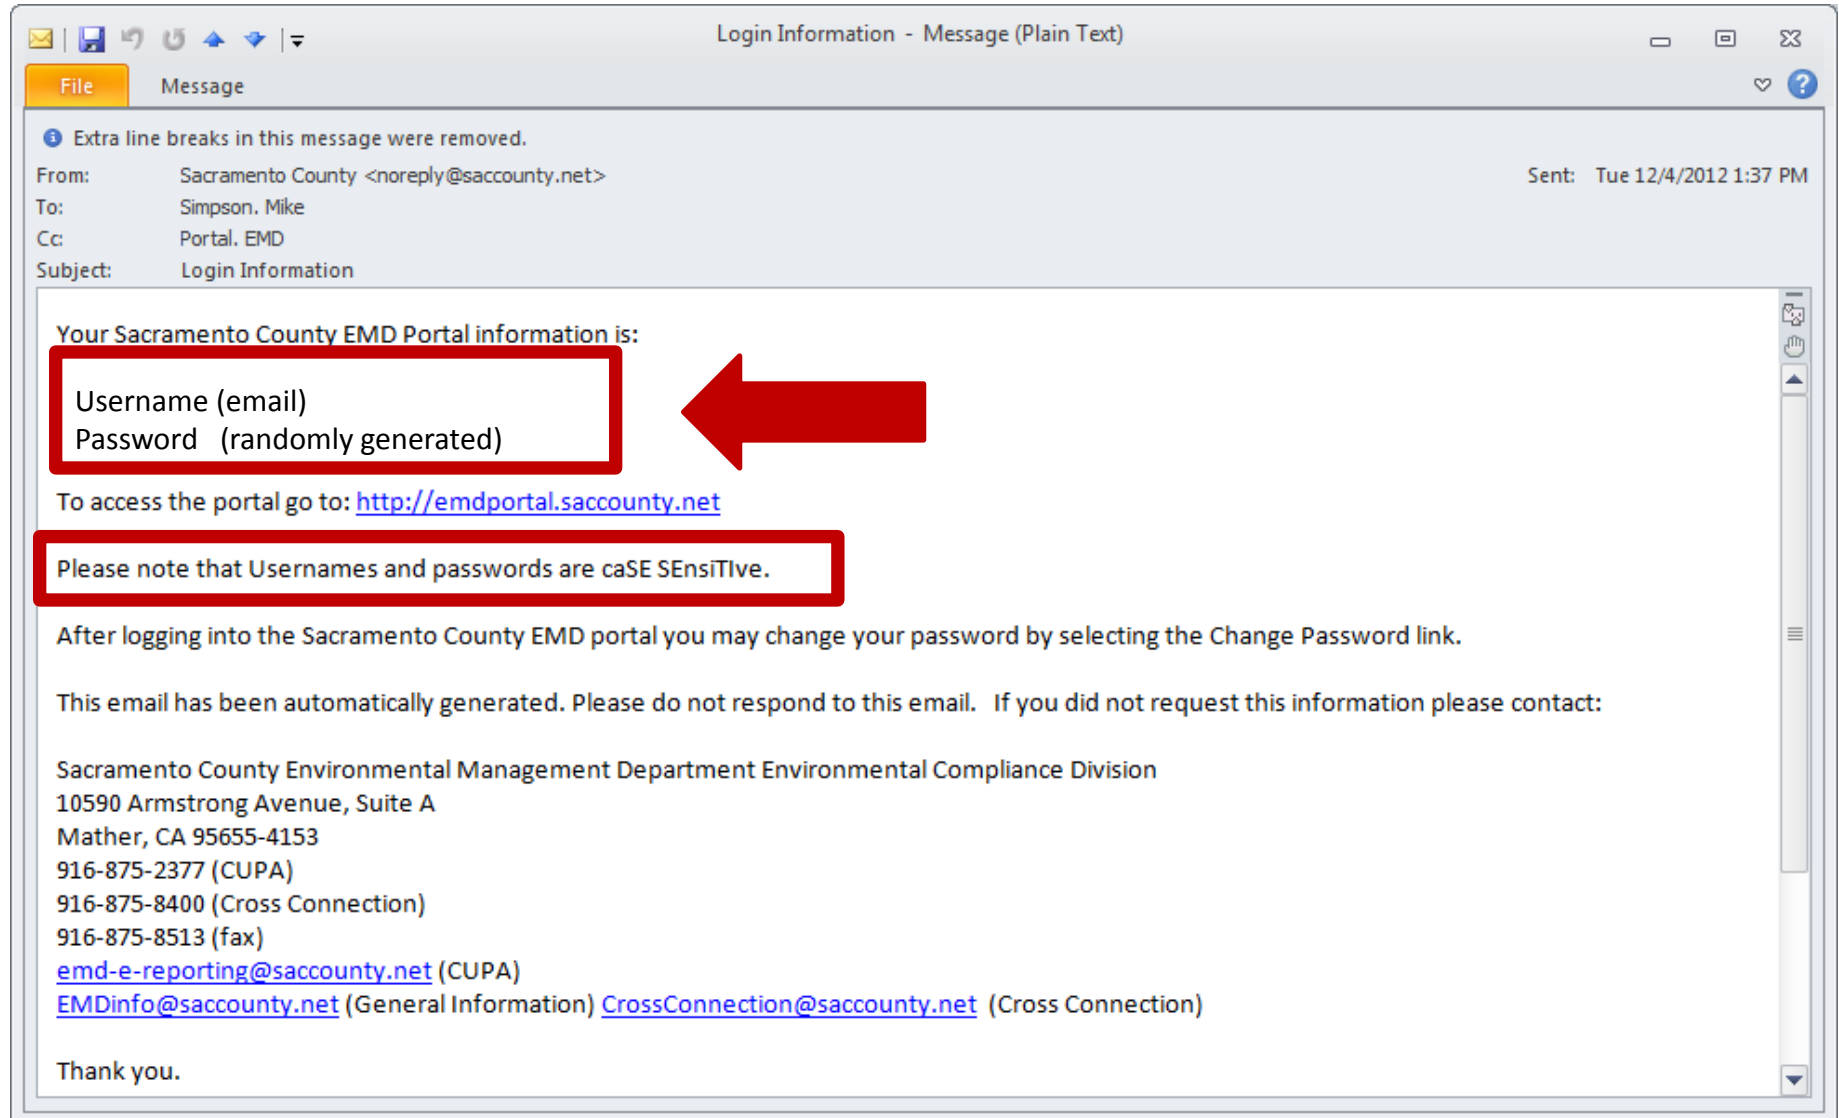 Login Information - Message (Plain Text)
File Message
Extra line breaks in this message were removed.
From: Sacramento County <noreply@saccounty.net> Sent: Tue 12/4/2012 1:37 PM
To: Simpson. Mike
Cc: Portal. EMD
Subject: Login Information
Your Sacramento County EMD Portal information is:
Username (email)
Password (randomly generated)
To access the portal go to: http://emdportal.saccounty.net
Please note that Usernames and passwords are caSE SEnsiTIve.
After logging into the Sacramento County EMD portal you may change your password by selecting the Change Password link.
This email has been automatically generated. Please do not respond to this email. If you did not request this information please contact:
Sacramento County Environmental Management Department Environmental Compliance Division
10590 Armstrong Avenue, Suite A
Mather, CA 95655-4153
916-875-2377 (CUPA)
916-875-8400 (Cross Connection)
916-875-8513 (fax)
emd-e-reporting@saccounty.net (CUPA)
EMDinfo@saccounty.net (General Information) CrossConnection@saccounty.net (Cross Connection)
Thank you.